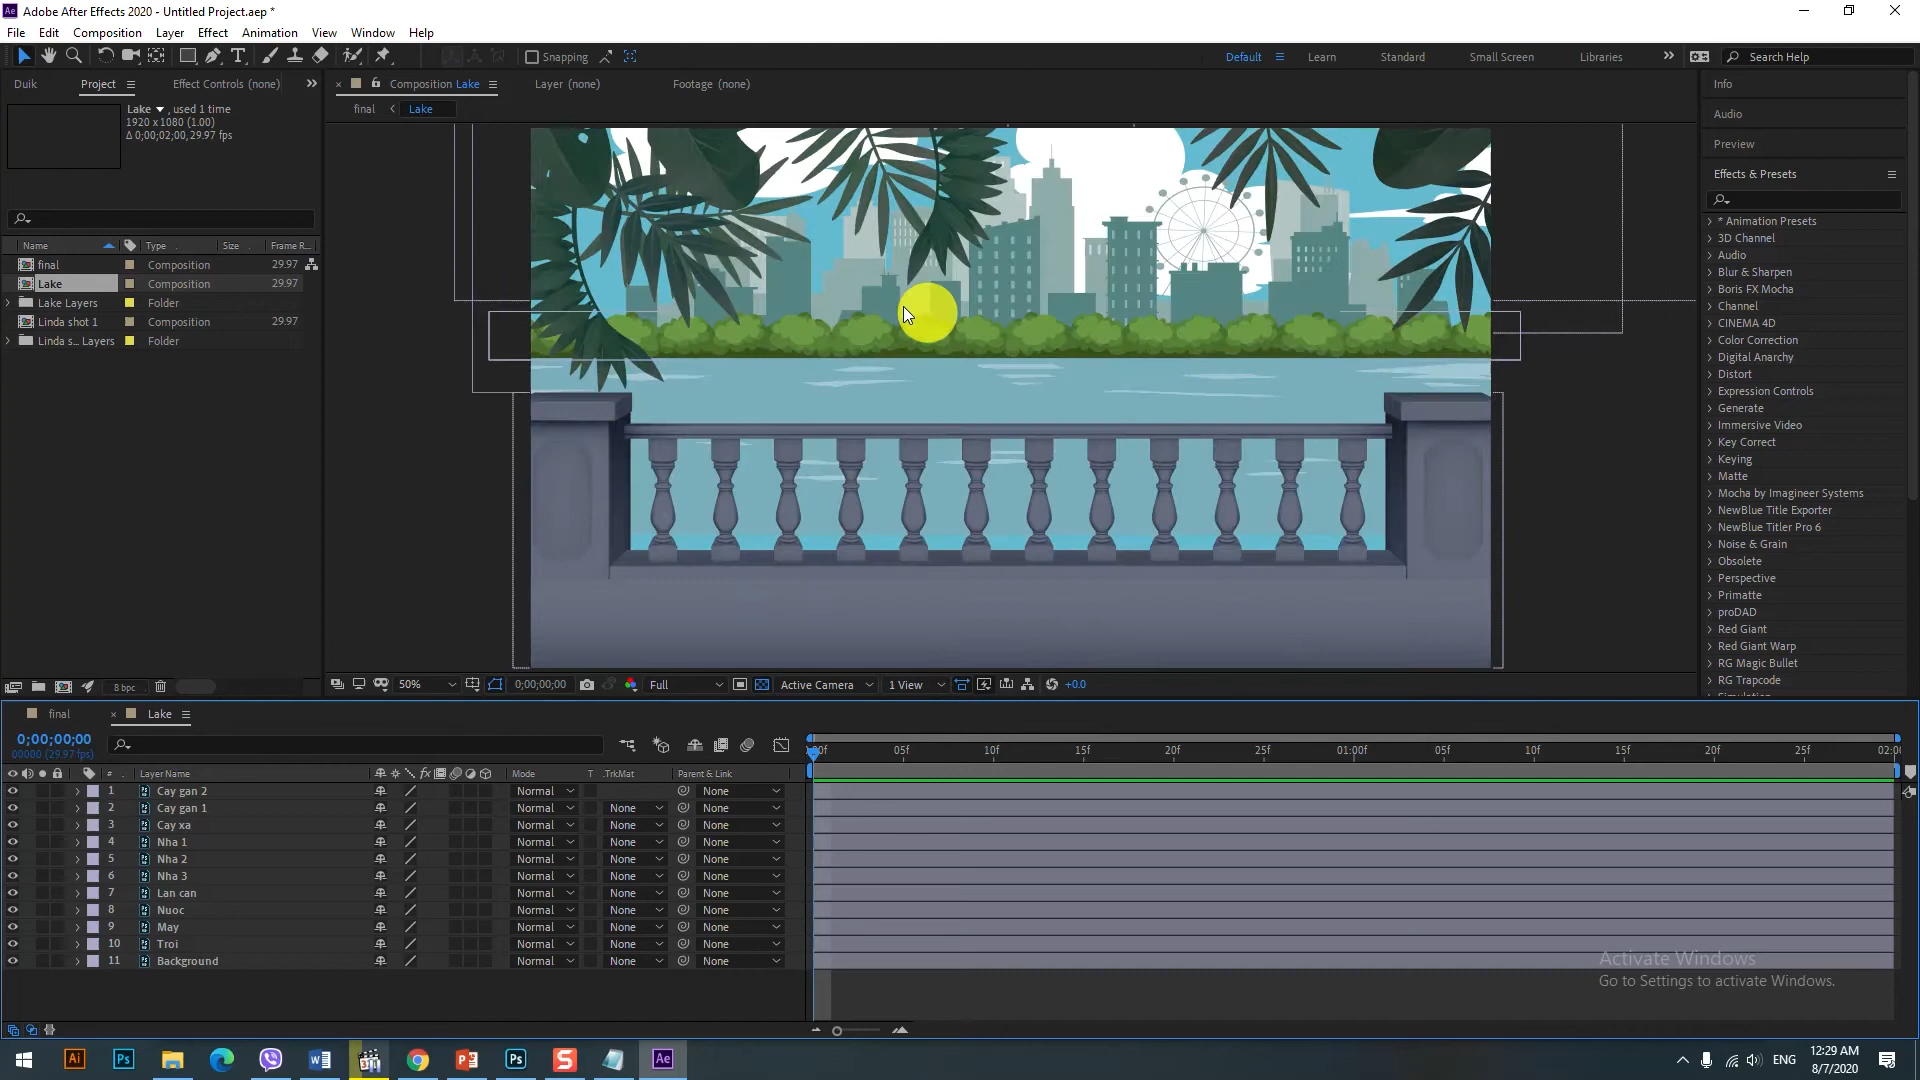 Adobe After Effects 2020 - Untitled Project.aep *
File Edit Composition Layer Effect Animation View Window Help
Snapping Default Learn Standard Small Screen Libraries Search Help
Duik Project Effect Controls (none) Composition Lake Layer (none) Footage (none) Info
Lake , used 1 time
1920 x 1080 (1.00)
Δ 0;00;02;00, 29.97 fps
final Lake
Audio
Preview
Effects & Presets
Name Type Size Frame R...
final Composition 29.97
Lake Composition 29.97
Lake Layers Folder
Linda shot 1 Composition 29.97
Linda s... Layers Folder
* Animation Presets
3D Channel
Audio
Blur & Sharpen
Boris FX Mocha
Channel
CINEMA 4D
Color Correction
Digital Anarchy
Distort
Expression Controls
Generate
Immersive Video
Key Correct
Keying
Matte
Mocha by Imagineer Systems
NewBlue Title Exporter
NewBlue Titler Pro 6
Noise & Grain
Obsolete
Perspective
Primatte
proDAD
Red Giant
Red Giant Warp
RG Magic Bullet
RG Trapcode
8 bpc 50% 0;00;00;00 Full Active Camera 1 View +0.0
final Lake
0;00;00;00
00000 (29.97 fps)
:00f 05f 10f 15f 20f 25f 01:00f 05f 10f 15f 20f 25f 02:0
# Layer Name fx Mode T .TrkMat Parent & Link
1 Cay gan 2 Normal None
2 Cay gan 1 Normal None None
3 Cay xa Normal None None
4 Nha 1 Normal None None
5 Nha 2 Normal None None
6 Nha 3 Normal None None
7 Lan can Normal None None
8 Nuoc Normal None None
9 May Normal None None
10 Troi Normal None None
11 Background Normal None None
Activate Windows
Go to Settings to activate Windows.
ENG 12:29 AM
8/7/2020